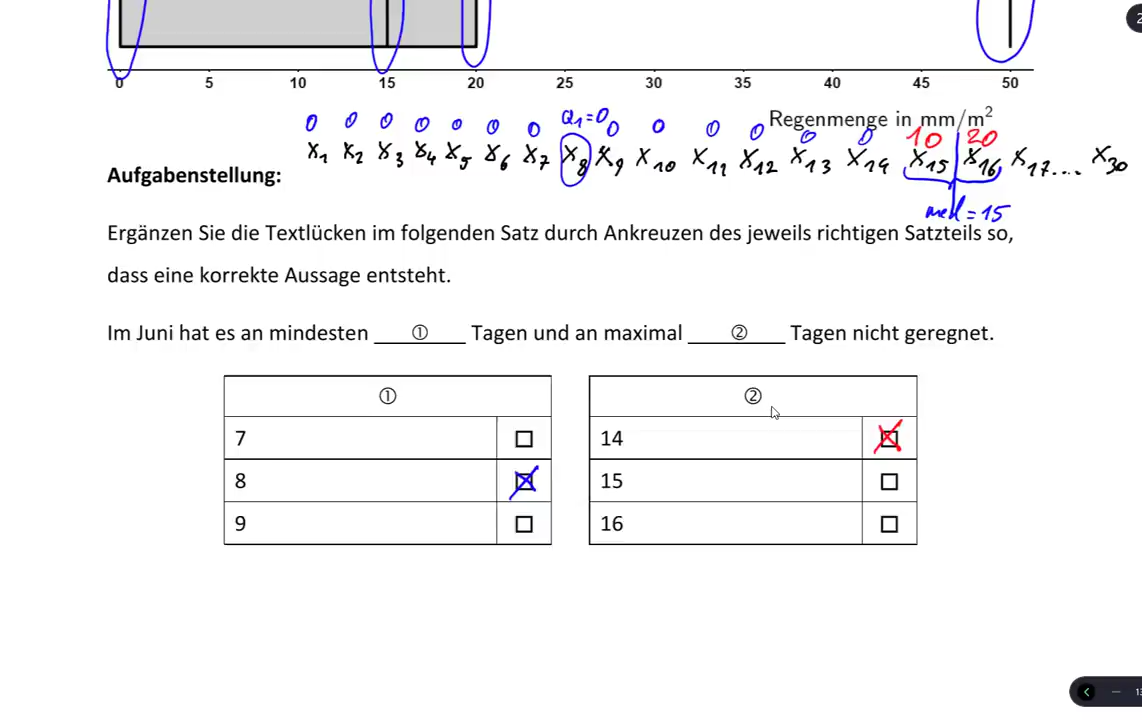 0 5 10 15 20 25 30 35 40 45 50
Regenmenge in mm/m²
0 0 0 0 0 0 0 Q₁=0 0 0 0 0 0 0 10 20
x₁ x₂ x₃ x₄ x₅ x₆ x₇ x₈ x₉ x₁₀ x₁₁ x₁₂ x₁₃ x₁₄ x₁₅ x₁₆ x₁₇.... x₃₀
med = 15
Aufgabenstellung:
Ergänzen Sie die Textlücken im folgenden Satz durch Ankreuzen des jeweils richtigen Satzteils so,
dass eine korrekte Aussage entsteht.
Im Juni hat es an mindesten ① Tagen und an maximal ② Tagen nicht geregnet.
① ②
7 14
8 15
9 16